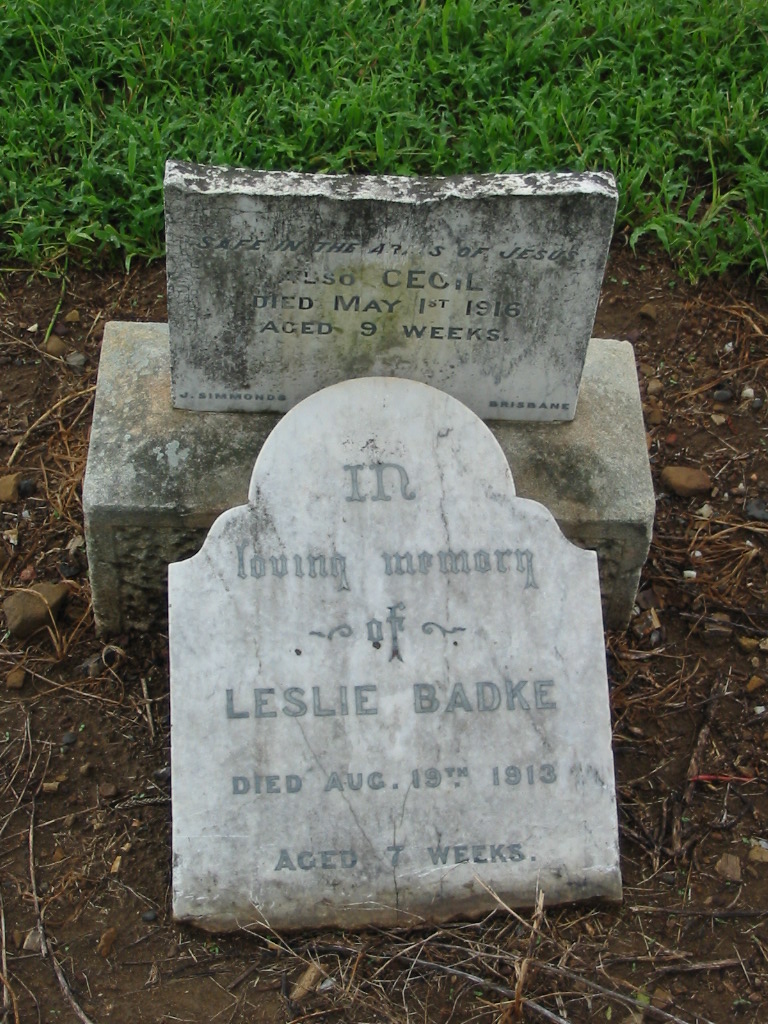 SAFE IN THE ARMS OF JESUS.
ALSO CECIL
DIED MAY 1ST 1916
AGED 9 WEEKS.
J. SIMMONDS BRISBANE
In
loving memory
of
LESLIE BADKE
DIED AUG. 19TH 1913
AGED 7 WEEKS.